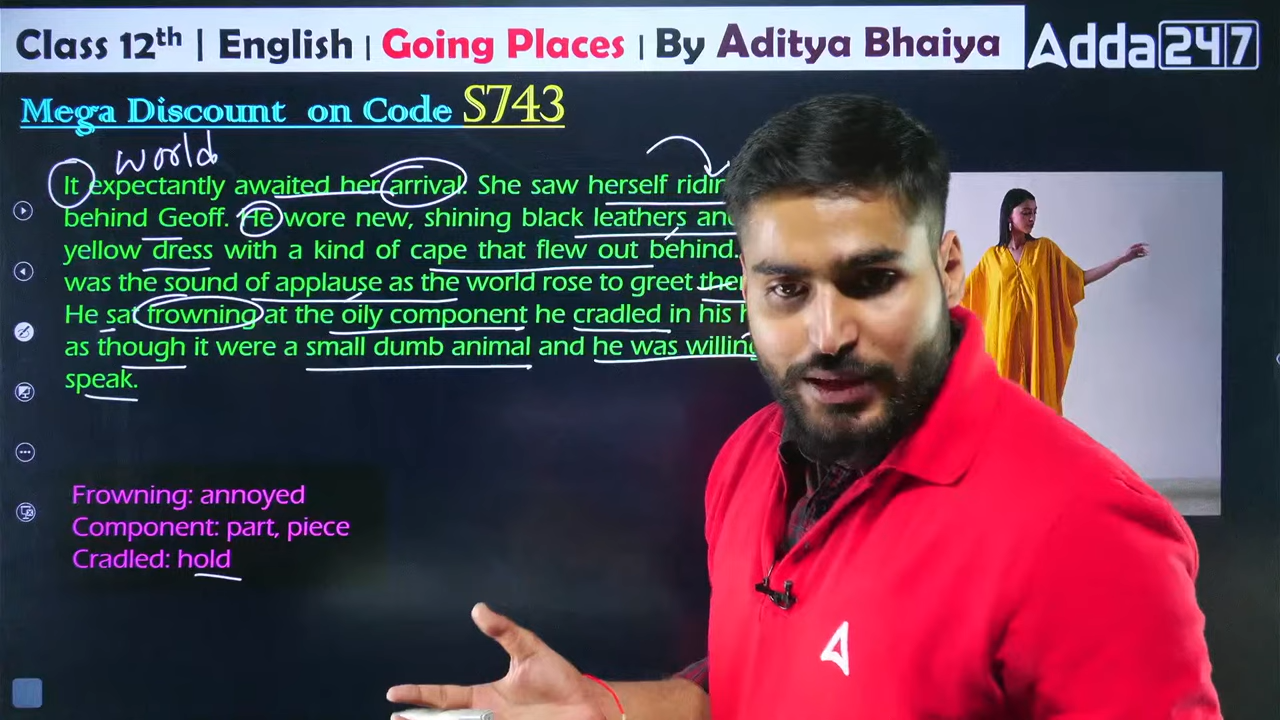 Class 12th | English | Going Places | By Aditya Bhaiya
Adda247
Mega Discount on Code S743
world
It expectantly awaited her arrival. She saw herself
behind Geoff. He wore new, shining black leathers
yellow dress with a kind of cape that flew out behind.
was the sound of applause as the world rose to greet
He sat frowning at the oily component he cradled in his
as though it were a small dumb animal and he was
speak.
Frowning: annoyed
Component: part, piece
Cradled: hold